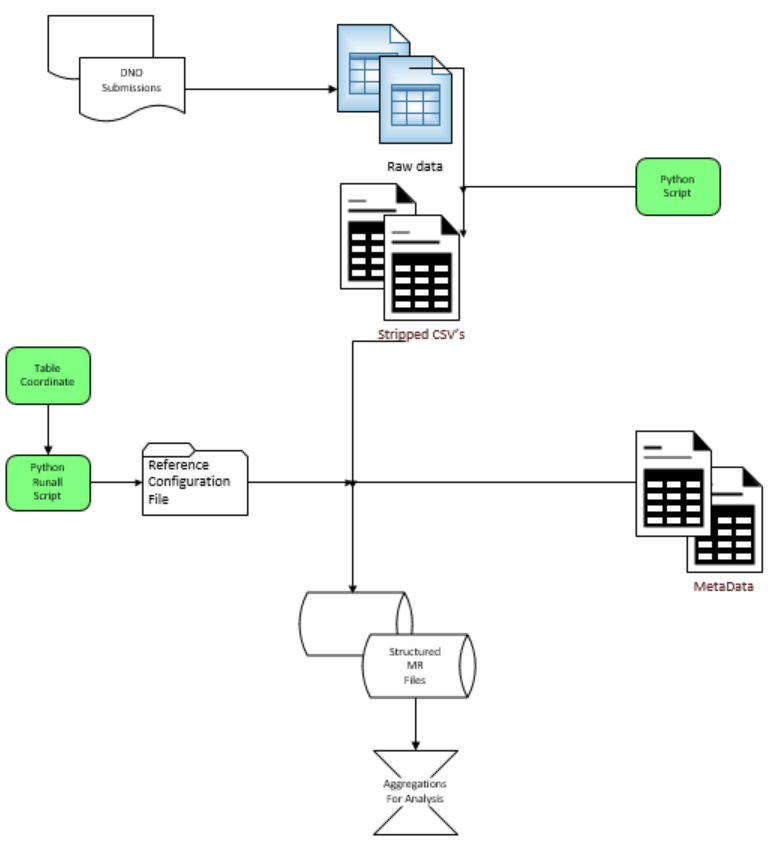 DNO
Submissions
Raw data
Python
Script
Stripped CSV's
Table
Coordinate
Python
Runall
Script
Reference
Configuration
File
MetaData
Structured
MR
Files
Aggregations
For Analysis